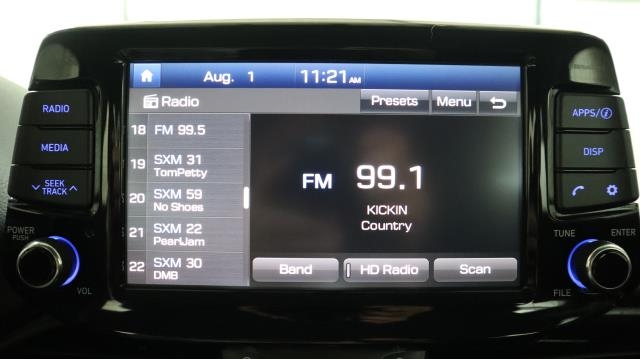 Aug. 1 11:21 AM
Radio Presets Menu
18 FM 99.5
19 SXM 31
TomPetty
20 SXM 59
No Shoes
21 SXM 22
PearlJam
22 SXM 30
DMB
FM 99.1
KICKIN
Country
Band HD Radio Scan
RADIO
MEDIA
SEEK
TRACK
POWER
PUSH
VOL
APPS/i
DISP
TUNE ENTER
FILE